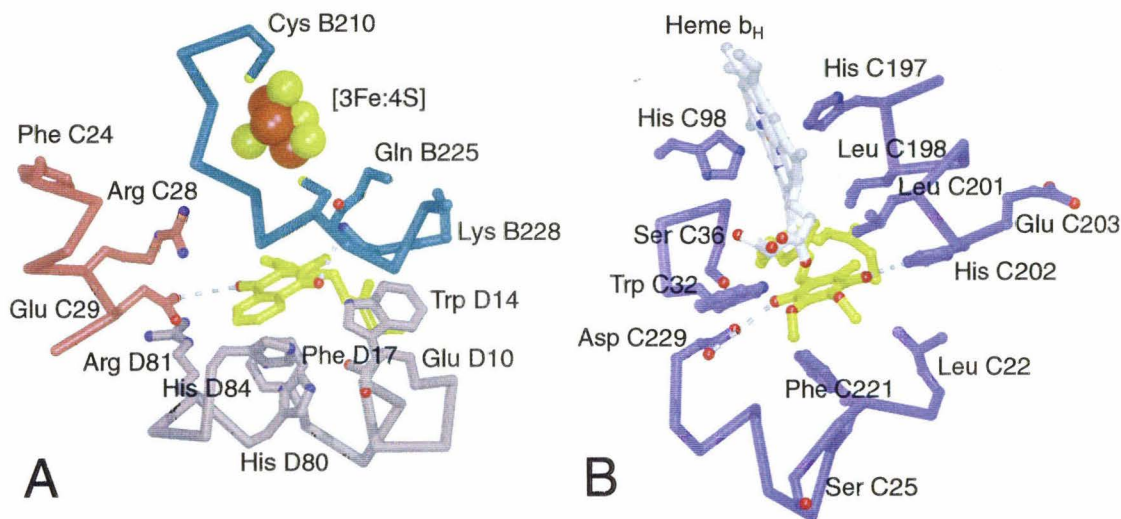 Cys B210
[3Fe:4S]
Phe C24
Gln B225
Arg C28
Lys B228
Glu C29
Trp D14
Arg D81
Phe D17
Glu D10
His D84
His D80
A
Heme bH
His C197
His C98
Leu C198
Leu C201
Glu C203
Ser C36
His C202
Trp C32
Asp C229
Leu C22
Phe C221
Ser C25
B